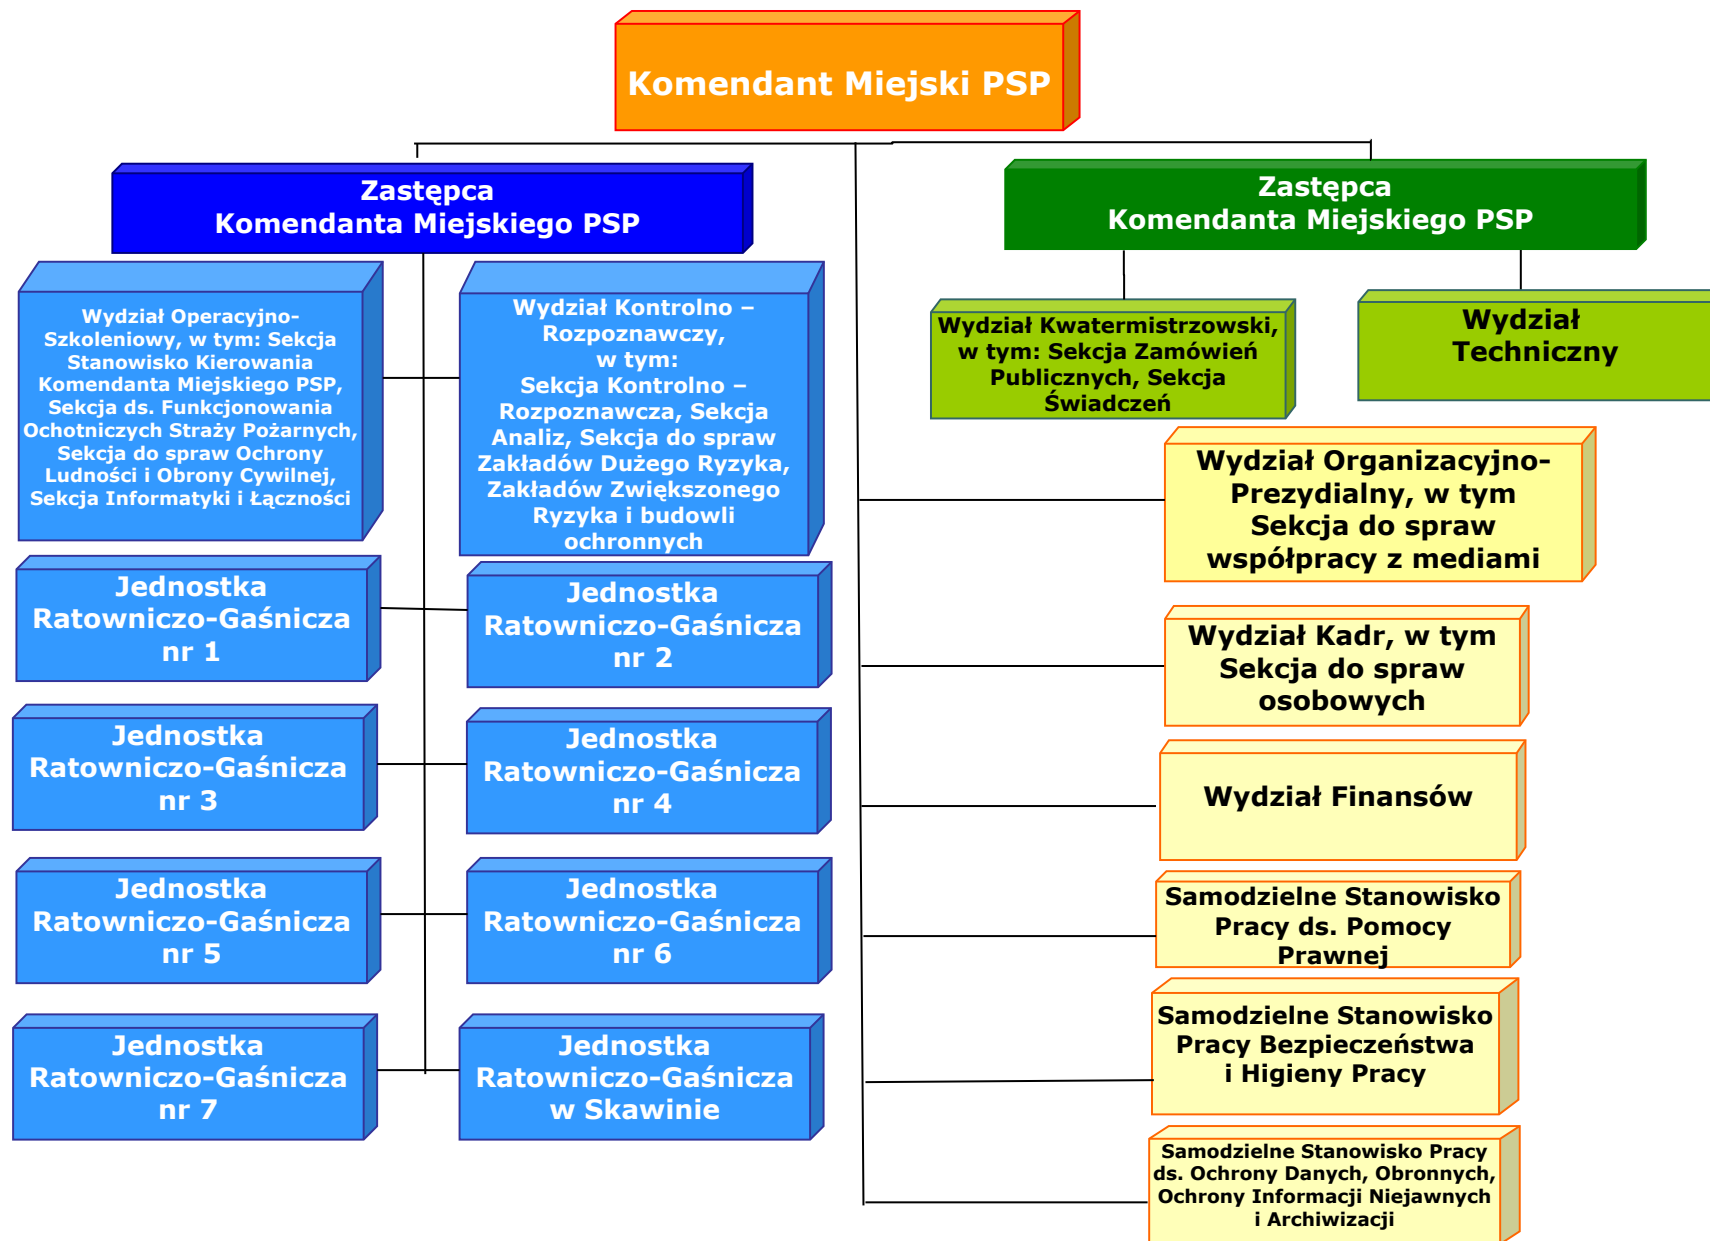 Komendant Miejski PSP
Zastępca
Komendanta Miejskiego PSP
Zastępca
Komendanta Miejskiego PSP
Wydział Operacyjno-
Szkoleniowy, w tym: Sekcja
Stanowisko Kierowania
Komendanta Miejskiego PSP,
Sekcja ds. Funkcjonowania
Ochotniczych Straży Pożarnych,
Sekcja do spraw Ochrony
Ludności i Obrony Cywilnej,
Sekcja Informatyki i Łączności
Wydział Kontrolno –
Rozpoznawczy,
w tym:
Sekcja Kontrolno –
Rozpoznawcza, Sekcja
Analiz, Sekcja do spraw
Zakładów Dużego Ryzyka,
Zakładów Zwiększonego
Ryzyka i budowli
ochronnych
Wydział Kwatermistrzowski,
w tym: Sekcja Zamówień
Publicznych, Sekcja
Świadczeń
Wydział
Techniczny
Jednostka
Ratowniczo-Gaśnicza
nr 1
Jednostka
Ratowniczo-Gaśnicza
nr 2
Jednostka
Ratowniczo-Gaśnicza
nr 3
Jednostka
Ratowniczo-Gaśnicza
nr 4
Jednostka
Ratowniczo-Gaśnicza
nr 5
Jednostka
Ratowniczo-Gaśnicza
nr 6
Jednostka
Ratowniczo-Gaśnicza
nr 7
Jednostka
Ratowniczo-Gaśnicza
w Skawinie
Wydział Organizacyjno-
Prezydialny, w tym
Sekcja do spraw
współpracy z mediami
Wydział Kadr, w tym
Sekcja do spraw
osobowych
Wydział Finansów
Samodzielne Stanowisko
Pracy ds. Pomocy
Prawnej
Samodzielne Stanowisko
Pracy Bezpieczeństwa
i Higieny Pracy
Samodzielne Stanowisko Pracy
ds. Ochrony Danych, Obronnych,
Ochrony Informacji Niejawnych
i Archiwizacji